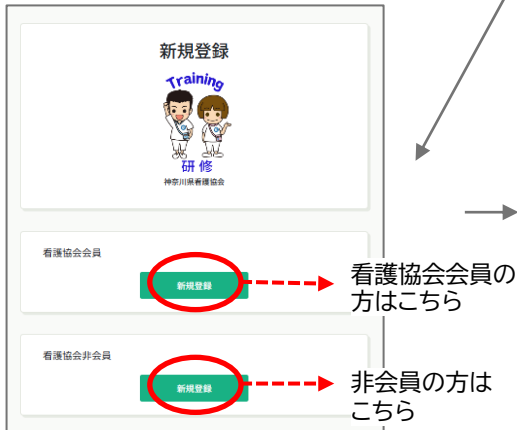 新規登録
Training
研修
神奈川県看護協会
看護協会会員
新規登録
看護協会会員の
方はこちら
看護協会非会員
新規登録
非会員の方は
こちら